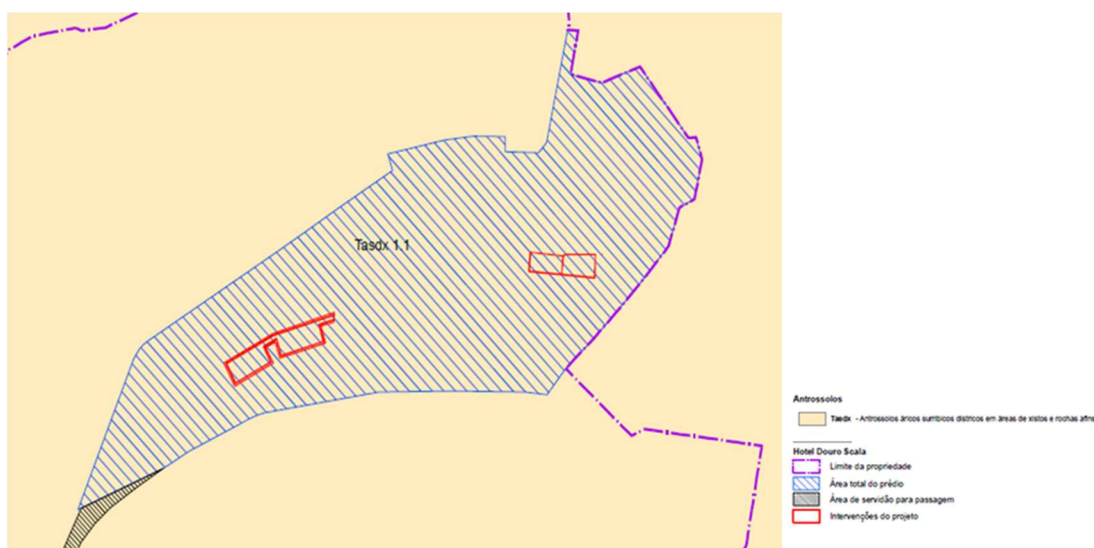 Tasdx 1.1
Antrossolos
Tasdx - Antrossolos áricos surríbicos dístricos em áreas de xistos e rochas afins
Hotel Douro Scala
Limite da propriedade
Área total do prédio
Área de servidão para passagem
Intervenções do projeto